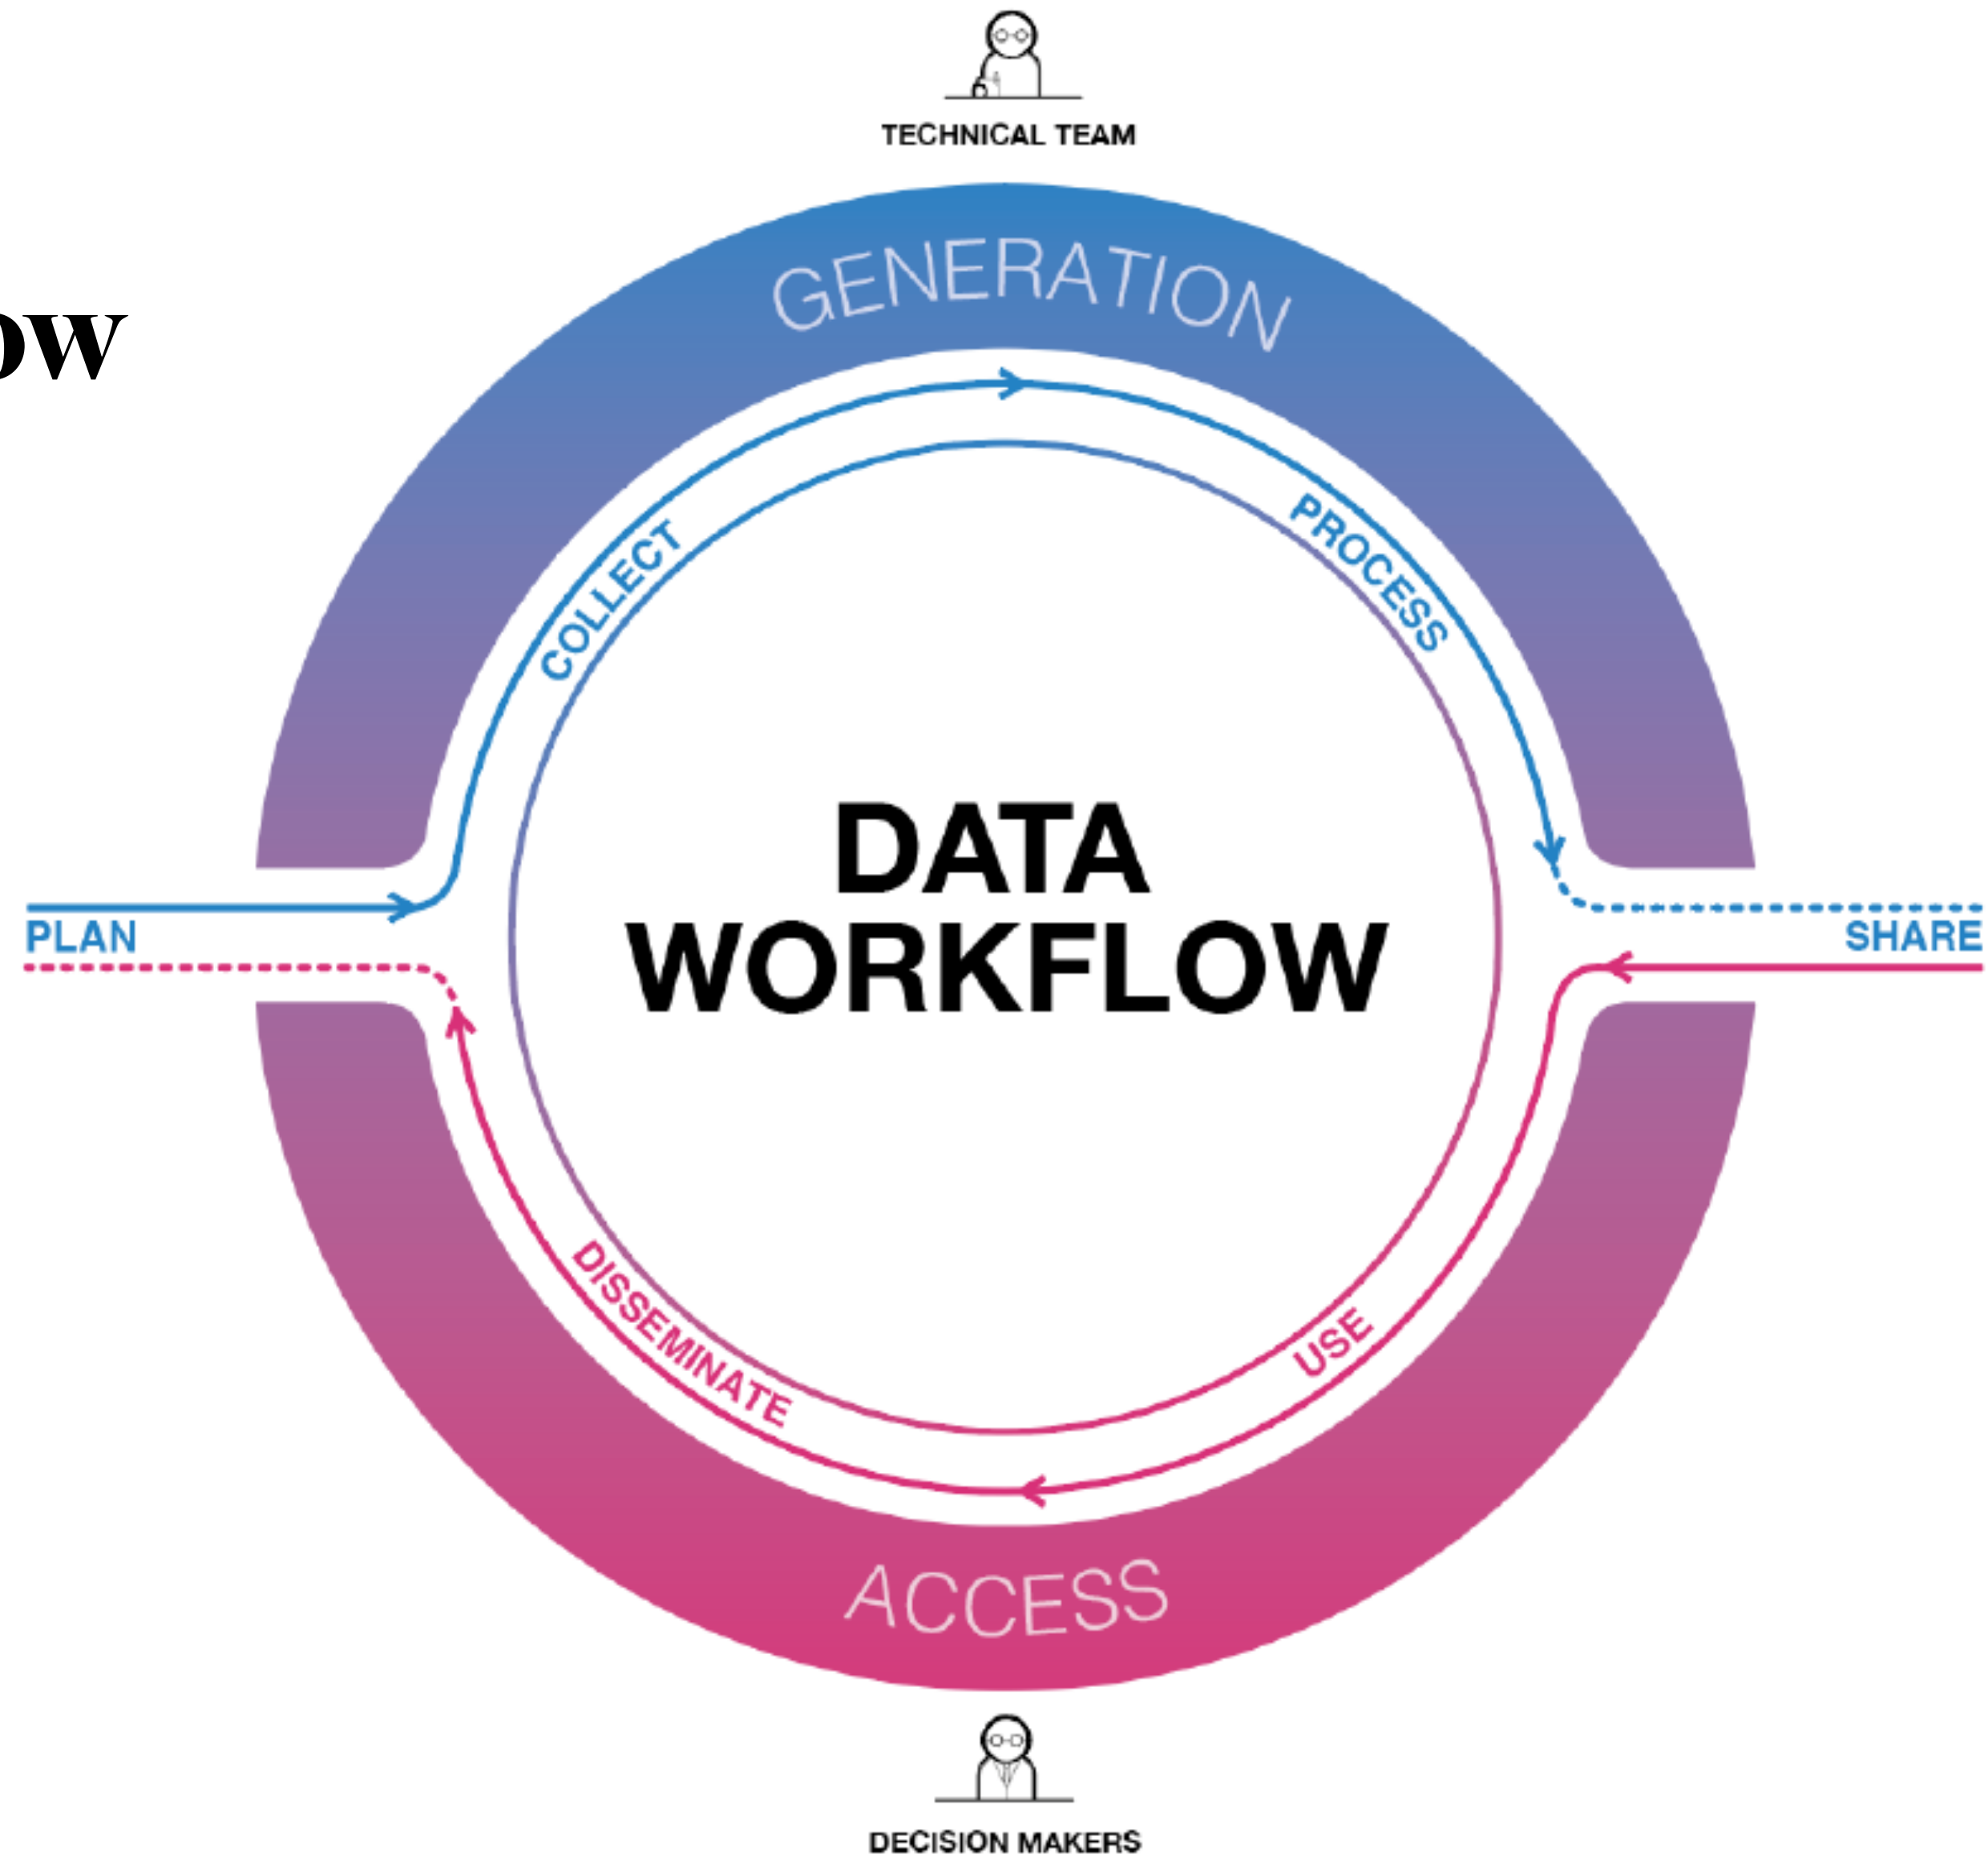 TECHNICAL TEAM
GENERATION
ow
COLLECT
PROCESS
DATA
WORKFLOW
PLAN
SHARE
DISSEMINATE
USE
ACCESS
DECISION MAKERS